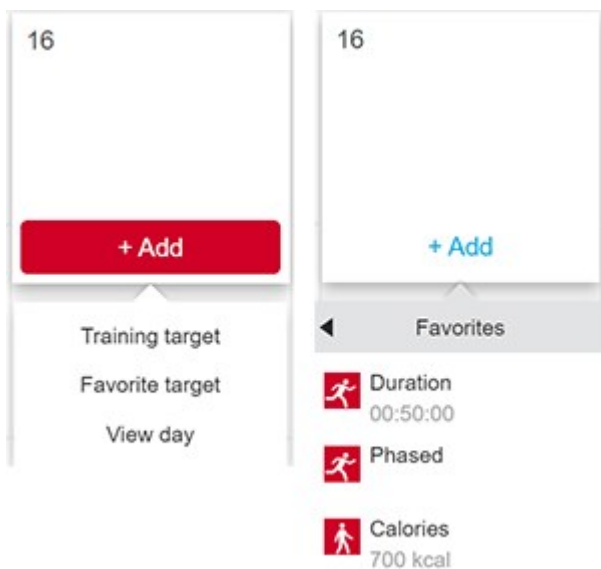 16
+ Add
Training target
Favorite target
View day
16
+ Add
Favorites
Duration
00:50:00
Phased
Calories
700 kcal